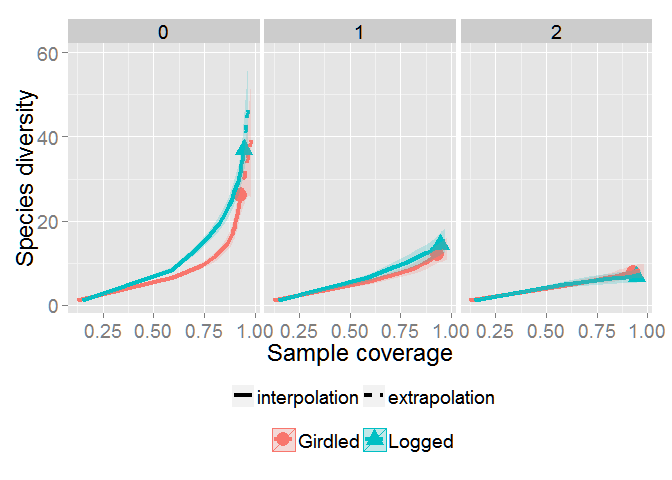 0 1 2
60
40
20
0
Species diversity
0.25 0.50 0.75 1.00 0.25 0.50 0.75 1.00 0.25 0.50 0.75 1.00
Sample coverage
interpolation extrapolation
Girdled Logged